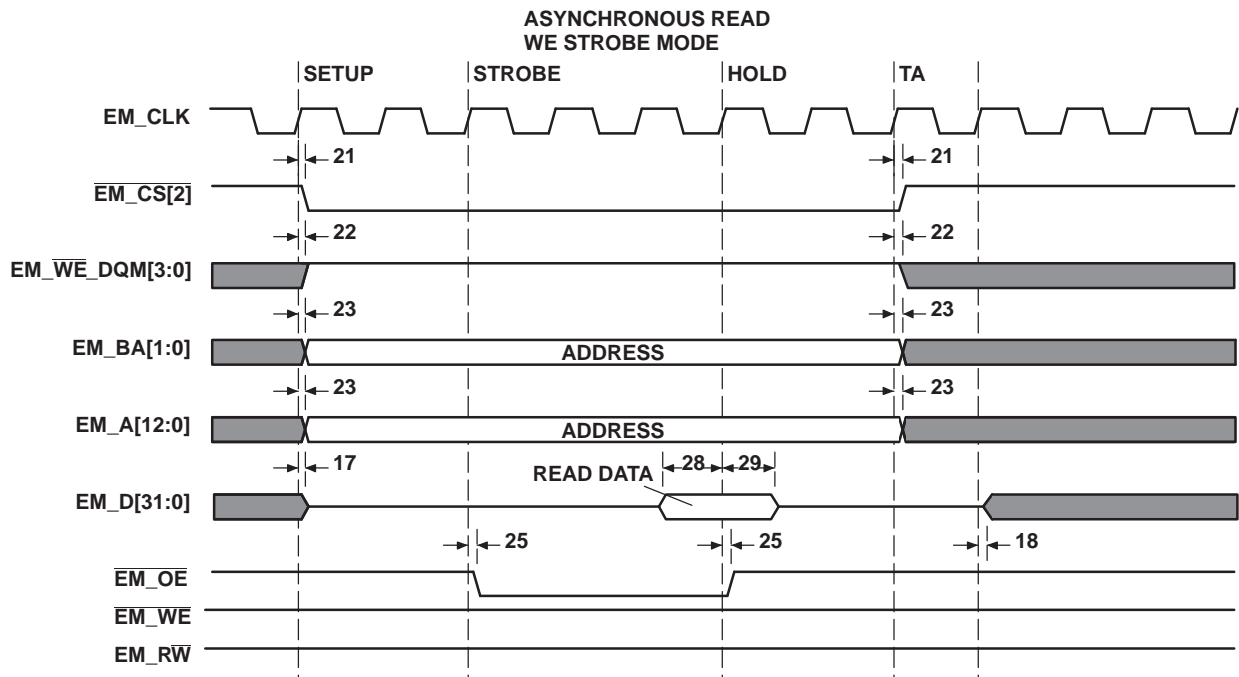 ASYNCHRONOUS READ
WE STROBE MODE
SETUP STROBE HOLD TA
EM_CLK
21 21
EM_CS[2]
22 22
EM_WE_DQM[3:0]
23 23
EM_BA[1:0] ADDRESS
23 23
EM_A[12:0] ADDRESS
17 28 29
READ DATA
EM_D[31:0]
25 25 18
EM_OE
EM_WE
EM_RW